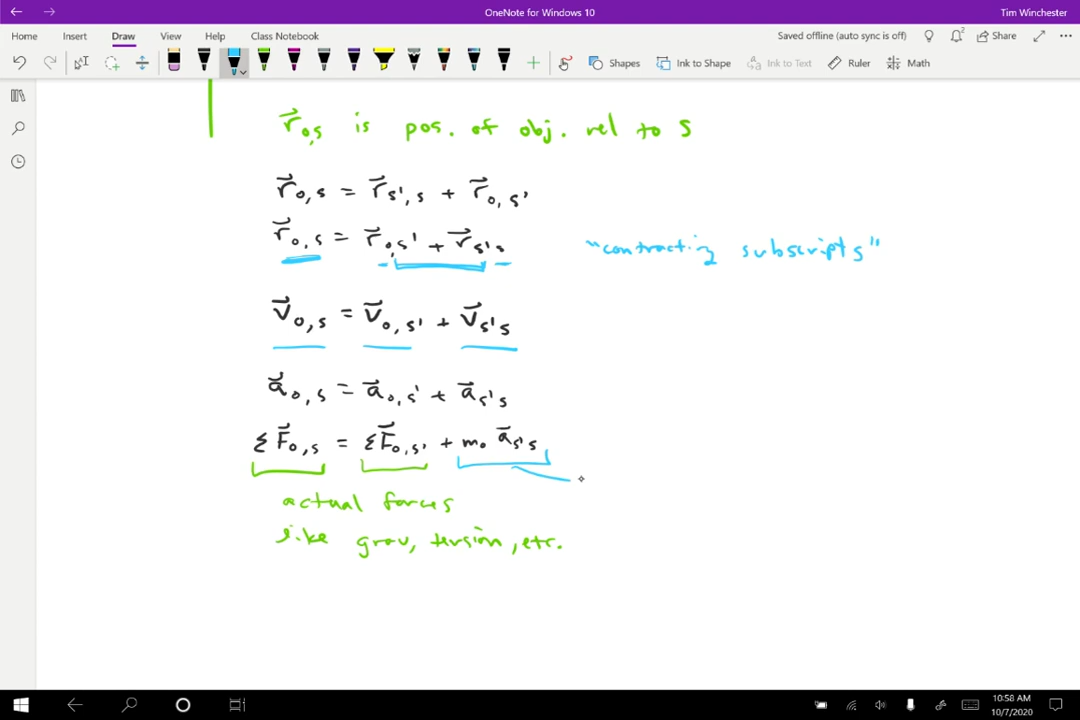 OneNote for Windows 10
Tim Winchester
Home Insert Draw View Help Class Notebook
Saved offline (auto sync is off) Share
Shapes Ink to Shape Ink to Text Ruler Math
r⃗o,s is pos. of obj. rel to S
r⃗o,s = r⃗s',s + r⃗o,s'
r⃗o,s = r⃗o,s' + r⃗s's
"contracting subscripts"
v⃗o,s = v⃗o,s' + v⃗s's
a⃗o,s = a⃗o,s' + a⃗s's
ΣF⃗o,s = ΣF⃗o,s' + mo a⃗s's
actual forces
like grav, tension, etc.
10:58 AM
10/7/2020